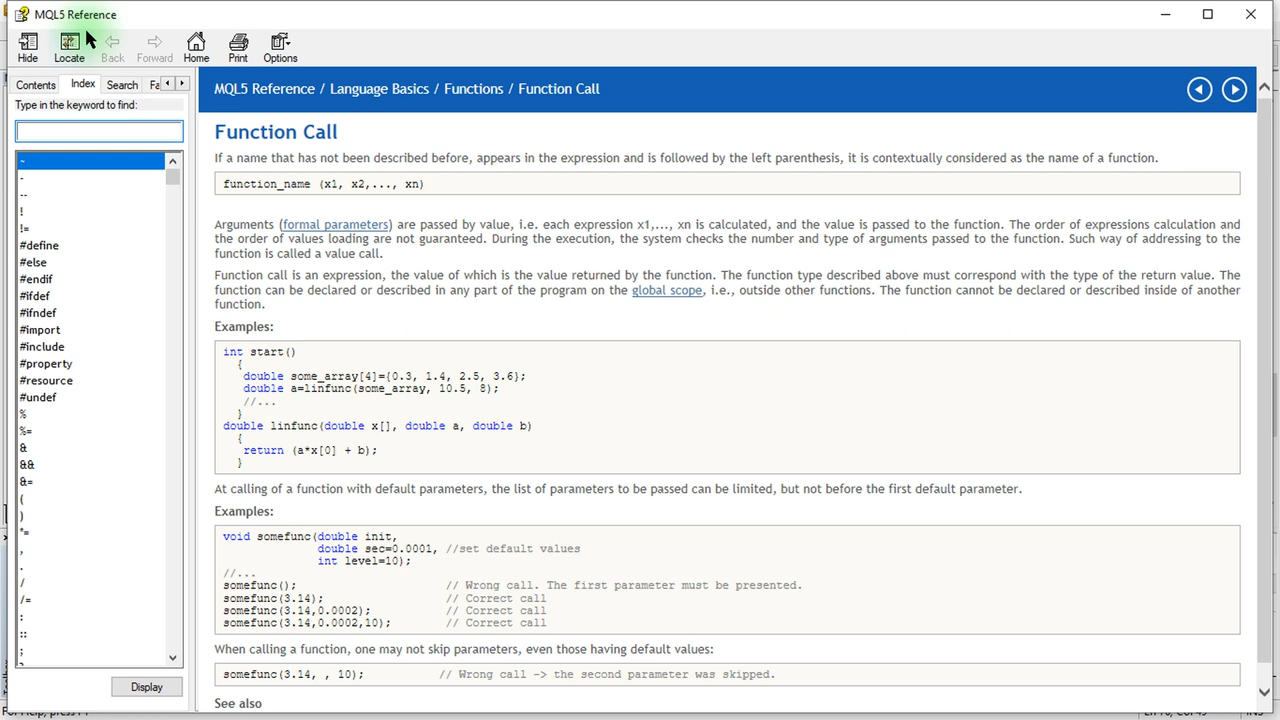 MQL5 Reference
Hide
Locate
Back
Forward
Home
Print
Options
Contents
Index
Search
Fa
Type in the keyword to find:
~
-
--
!
!=
#define
#else
#endif
#ifdef
#ifndef
#import
#include
#property
#resource
#undef
%
%=
&
&&
&=
(
)
*=
,
.
/
/=
:
::
;
Display
MQL5 Reference / Language Basics / Functions / Function Call
Function Call
If a name that has not been described before, appears in the expression and is followed by the left parenthesis, it is contextually considered as the name of a function.
function_name (x1, x2,..., xn)
Arguments (formal parameters) are passed by value, i.e. each expression x1,..., xn is calculated, and the value is passed to the function. The order of expressions calculation and
the order of values loading are not guaranteed. During the execution, the system checks the number and type of arguments passed to the function. Such way of addressing to the
function is called a value call.
Function call is an expression, the value of which is the value returned by the function. The function type described above must correspond with the type of the return value. The
function can be declared or described in any part of the program on the global scope, i.e., outside other functions. The function cannot be declared or described inside of another
function.
Examples:
int start()
{
double some_array[4]={0.3, 1.4, 2.5, 3.6};
double a=linfunc(some_array, 10.5, 8);
//...
}
double linfunc(double x[], double a, double b)
{
return (a*x[0] + b);
}
At calling of a function with default parameters, the list of parameters to be passed can be limited, but not before the first default parameter.
Examples:
void somefunc(double init,
double sec=0.0001, //set default values
int level=10);
//...
somefunc(); // Wrong call. The first parameter must be presented.
somefunc(3.14); // Correct call
somefunc(3.14,0.0002); // Correct call
somefunc(3.14,0.0002,10); // Correct call
When calling a function, one may not skip parameters, even those having default values:
somefunc(3.14, , 10); // Wrong call -> the second parameter was skipped.
See also